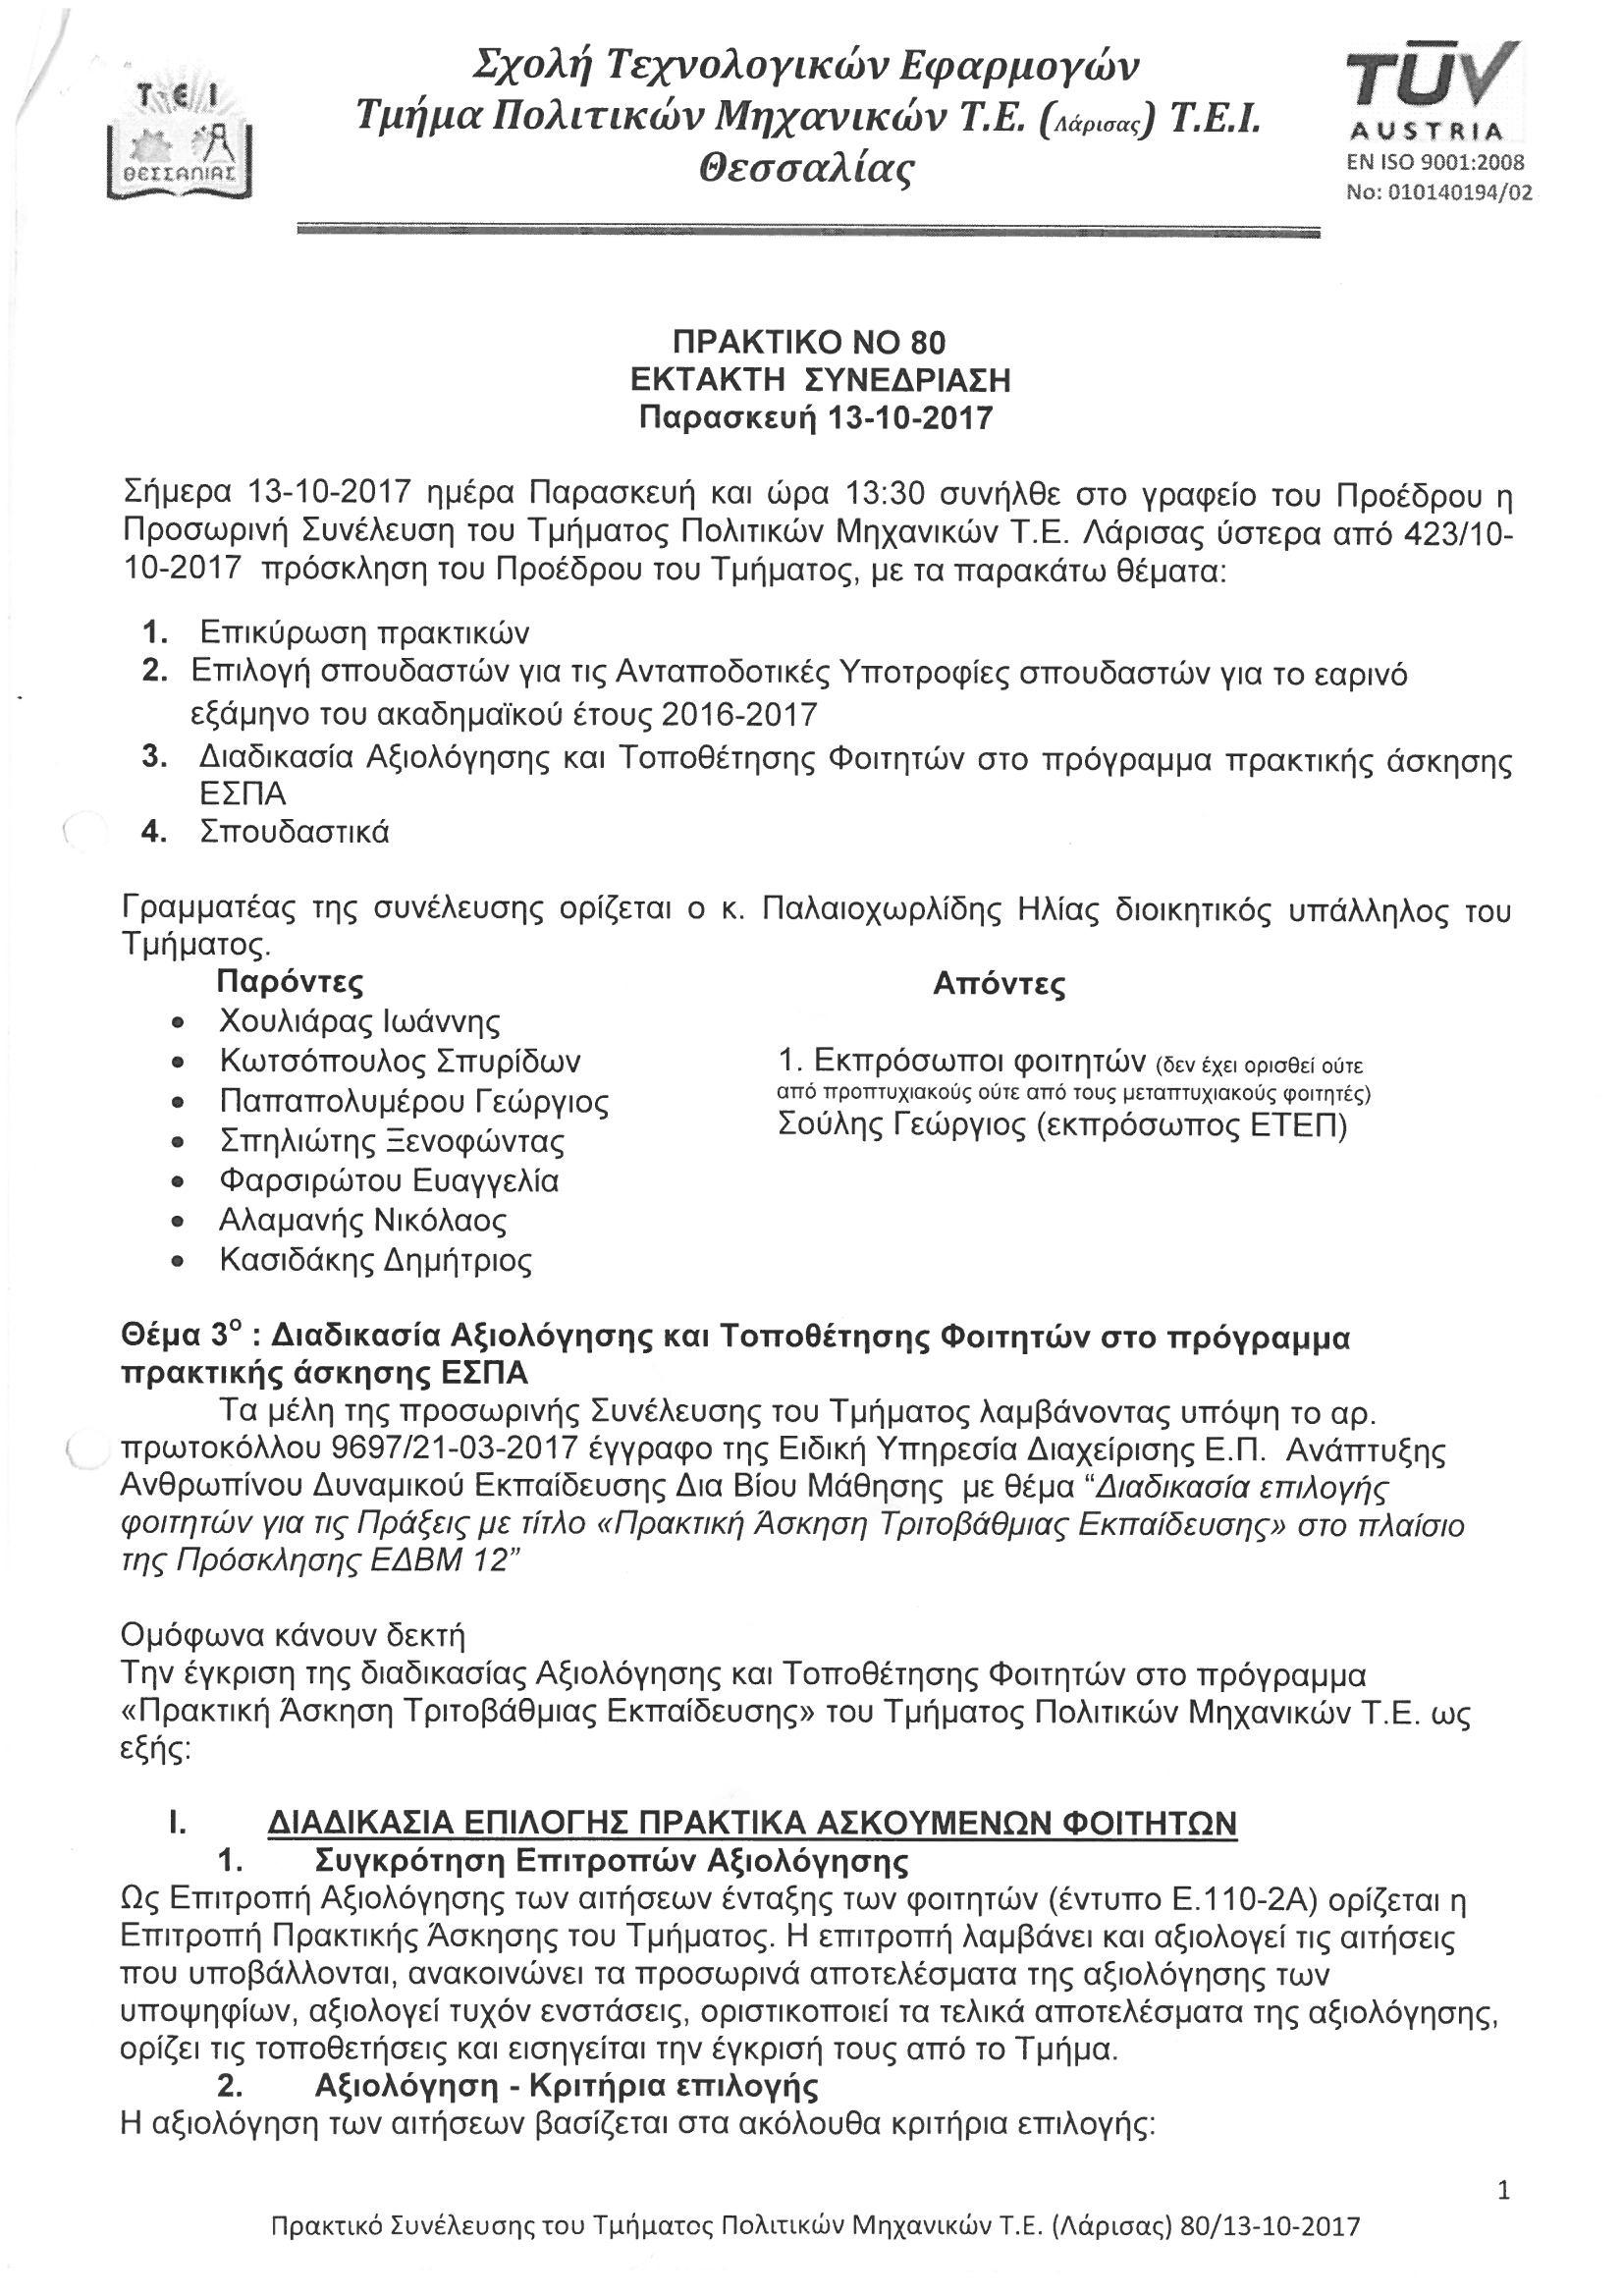 Τ Ε Ι
ΘΕΣΣΑΛΙΑΣ
Σχολή Τεχνολογικών Εφαρμογών
Τμήμα Πολιτικών Μηχανικών Τ.Ε. (Λάρισας) Τ.Ε.Ι.
Θεσσαλίας
TÜV
AUSTRIA
EN ISO 9001:2008
No: 010140194/02
ΠΡΑΚΤΙΚΟ ΝΟ 80
ΕΚΤΑΚΤΗ ΣΥΝΕΔΡΙΑΣΗ
Παρασκευή 13-10-2017
Σήμερα 13-10-2017 ημέρα Παρασκευή και ώρα 13:30 συνήλθε στο γραφείο του Προέδρου η
Προσωρινή Συνέλευση του Τμήματος Πολιτικών Μηχανικών Τ.Ε. Λάρισας ύστερα από 423/10-
10-2017 πρόσκληση του Προέδρου του Τμήματος, με τα παρακάτω θέματα:
1. Επικύρωση πρακτικών
2. Επιλογή σπουδαστών για τις Ανταποδοτικές Υποτροφίες σπουδαστών για το εαρινό
εξάμηνο του ακαδημαϊκού έτους 2016-2017
3. Διαδικασία Αξιολόγησης και Τοποθέτησης Φοιτητών στο πρόγραμμα πρακτικής άσκησης
ΕΣΠΑ
4. Σπουδαστικά
Γραμματέας της συνέλευσης ορίζεται ο κ. Παλαιοχωρλίδης Ηλίας διοικητικός υπάλληλος του
Τμήματος.
Παρόντες
• Χουλιάρας Ιωάννης
• Κωτσόπουλος Σπυρίδων
• Παπαπολυμέρου Γεώργιος
• Σπηλιώτης Ξενοφώντας
• Φαρσιρώτου Ευαγγελία
• Αλαμανής Νικόλαος
• Κασιδάκης Δημήτριος
Απόντες
1. Εκπρόσωποι φοιτητών (δεν έχει ορισθεί ούτε
από προπτυχιακούς ούτε από τους μεταπτυχιακούς φοιτητές)
Σούλης Γεώργιος (εκπρόσωπος ΕΤΕΠ)
Θέμα 3ο : Διαδικασία Αξιολόγησης και Τοποθέτησης Φοιτητών στο πρόγραμμα
πρακτικής άσκησης ΕΣΠΑ
Τα μέλη της προσωρινής Συνέλευσης του Τμήματος λαμβάνοντας υπόψη το αρ.
πρωτοκόλλου 9697/21-03-2017 έγγραφο της Ειδική Υπηρεσία Διαχείρισης Ε.Π. Ανάπτυξης
Ανθρωπίνου Δυναμικού Εκπαίδευσης Δια Βίου Μάθησης με θέμα “Διαδικασία επιλογής
φοιτητών για τις Πράξεις με τίτλο «Πρακτική Άσκηση Τριτοβάθμιας Εκπαίδευσης» στο πλαίσιο
της Πρόσκλησης ΕΔΒΜ 12”
Ομόφωνα κάνουν δεκτή
Την έγκριση της διαδικασίας Αξιολόγησης και Τοποθέτησης Φοιτητών στο πρόγραμμα
«Πρακτική Άσκηση Τριτοβάθμιας Εκπαίδευσης» του Τμήματος Πολιτικών Μηχανικών Τ.Ε. ως
εξής:
I. ΔΙΑΔΙΚΑΣΙΑ ΕΠΙΛΟΓΗΣ ΠΡΑΚΤΙΚΑ ΑΣΚΟΥΜΕΝΩΝ ΦΟΙΤΗΤΩΝ
1. Συγκρότηση Επιτροπών Αξιολόγησης
Ως Επιτροπή Αξιολόγησης των αιτήσεων ένταξης των φοιτητών (έντυπο Ε.110-2Α) ορίζεται η
Επιτροπή Πρακτικής Άσκησης του Τμήματος. Η επιτροπή λαμβάνει και αξιολογεί τις αιτήσεις
που υποβάλλονται, ανακοινώνει τα προσωρινά αποτελέσματα της αξιολόγησης των
υποψηφίων, αξιολογεί τυχόν ενστάσεις, οριστικοποιεί τα τελικά αποτελέσματα της αξιολόγησης,
ορίζει τις τοποθετήσεις και εισηγείται την έγκρισή τους από το Τμήμα.
2. Αξιολόγηση - Κριτήρια επιλογής
Η αξιολόγηση των αιτήσεων βασίζεται στα ακόλουθα κριτήρια επιλογής:
1
Πρακτικό Συνέλευσης του Τμήματος Πολιτικών Μηχανικών Τ.Ε. (Λάρισας) 80/13-10-2017